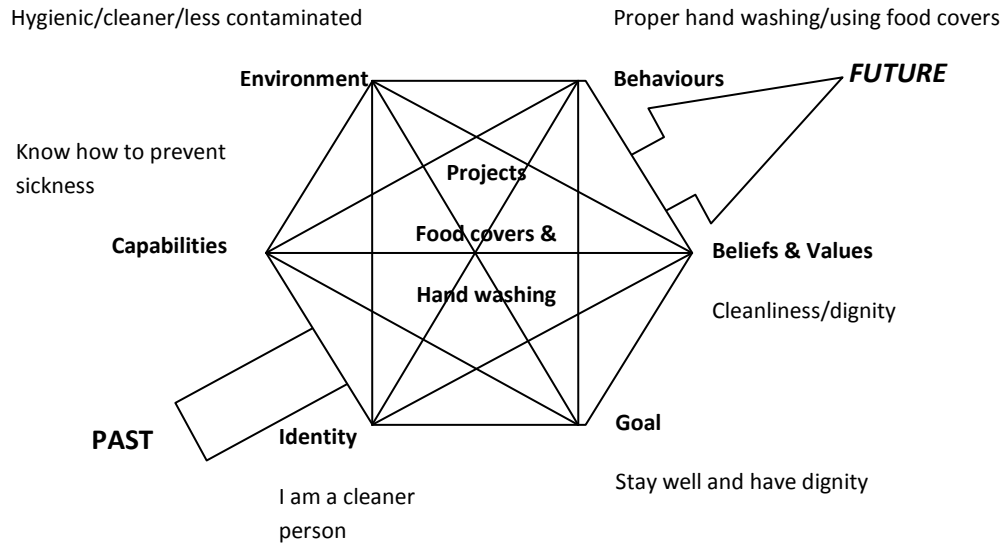 Hygienic/cleaner/less contaminated
Proper hand washing/using food covers
Environment
Behaviours
FUTURE
Know how to prevent
sickness
Projects
Capabilities
Food covers &
Beliefs & Values
Hand washing
Cleanliness/dignity
PAST
Identity
Goal
I am a cleaner
person
Stay well and have dignity